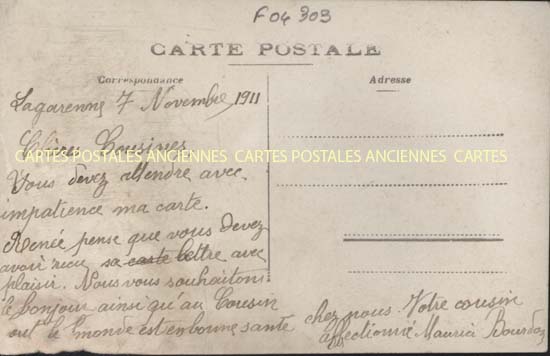 F04 303
CARTE POSTALE
Correspondance
Adresse
Lagarenne 7 Novembre 1911
Chères Cousines
CARTES POSTALES ANCIENNES CARTES POSTALES ANCIENNES CARTES
Vous devez attendre avec
impatience ma carte.
Renée pense que vous devez
avoir recu sa carte lettre avec
plaisir. Nous vous souhaitons
le bonjour ainsi qu'au Cousin
out le monde est en bonne santé
chez nous. Votre cousin
affectionné Maurice